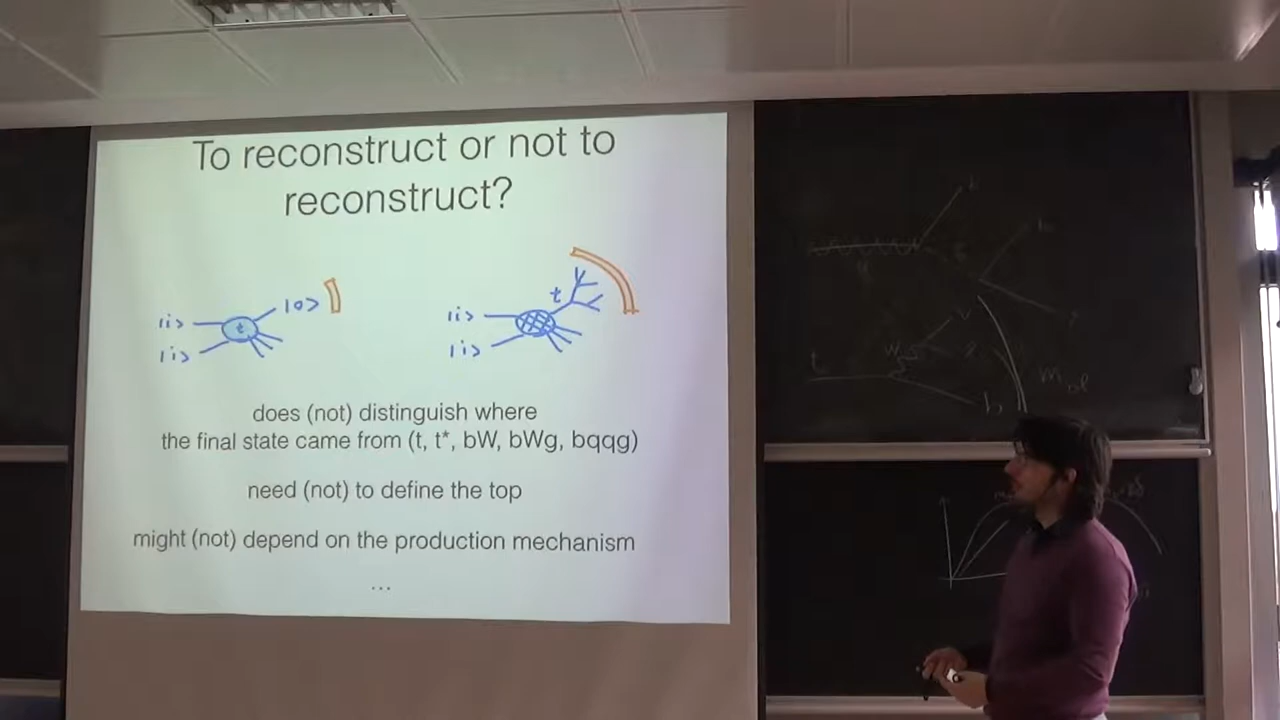 To reconstruct or not to
reconstruct?
|i> t |o>
|i>
|i> t
|i>
does (not) distinguish where
the final state came from (t, t*, bW, bWg, bqqg)
need (not) to define the top
might (not) depend on the production mechanism
...
t
W
b
m_bl